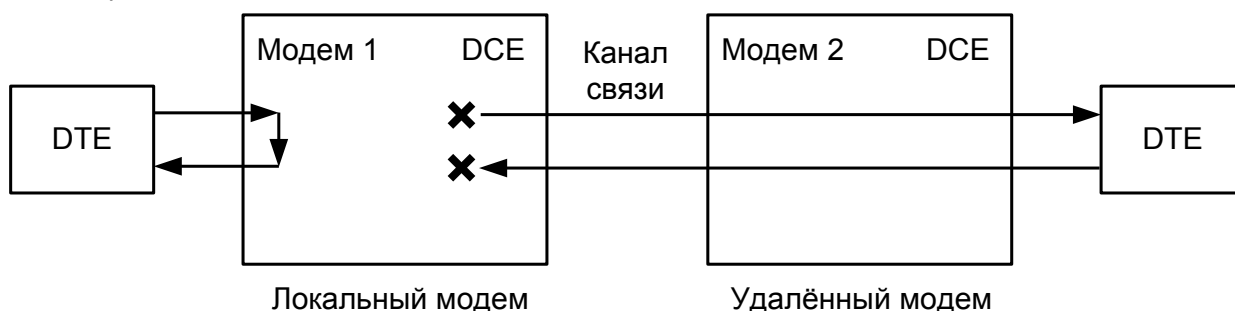 Модем 1 DCE
Канал
связи
Модем 2 DCE
DTE
DTE
Локальный модем
Удалённый модем